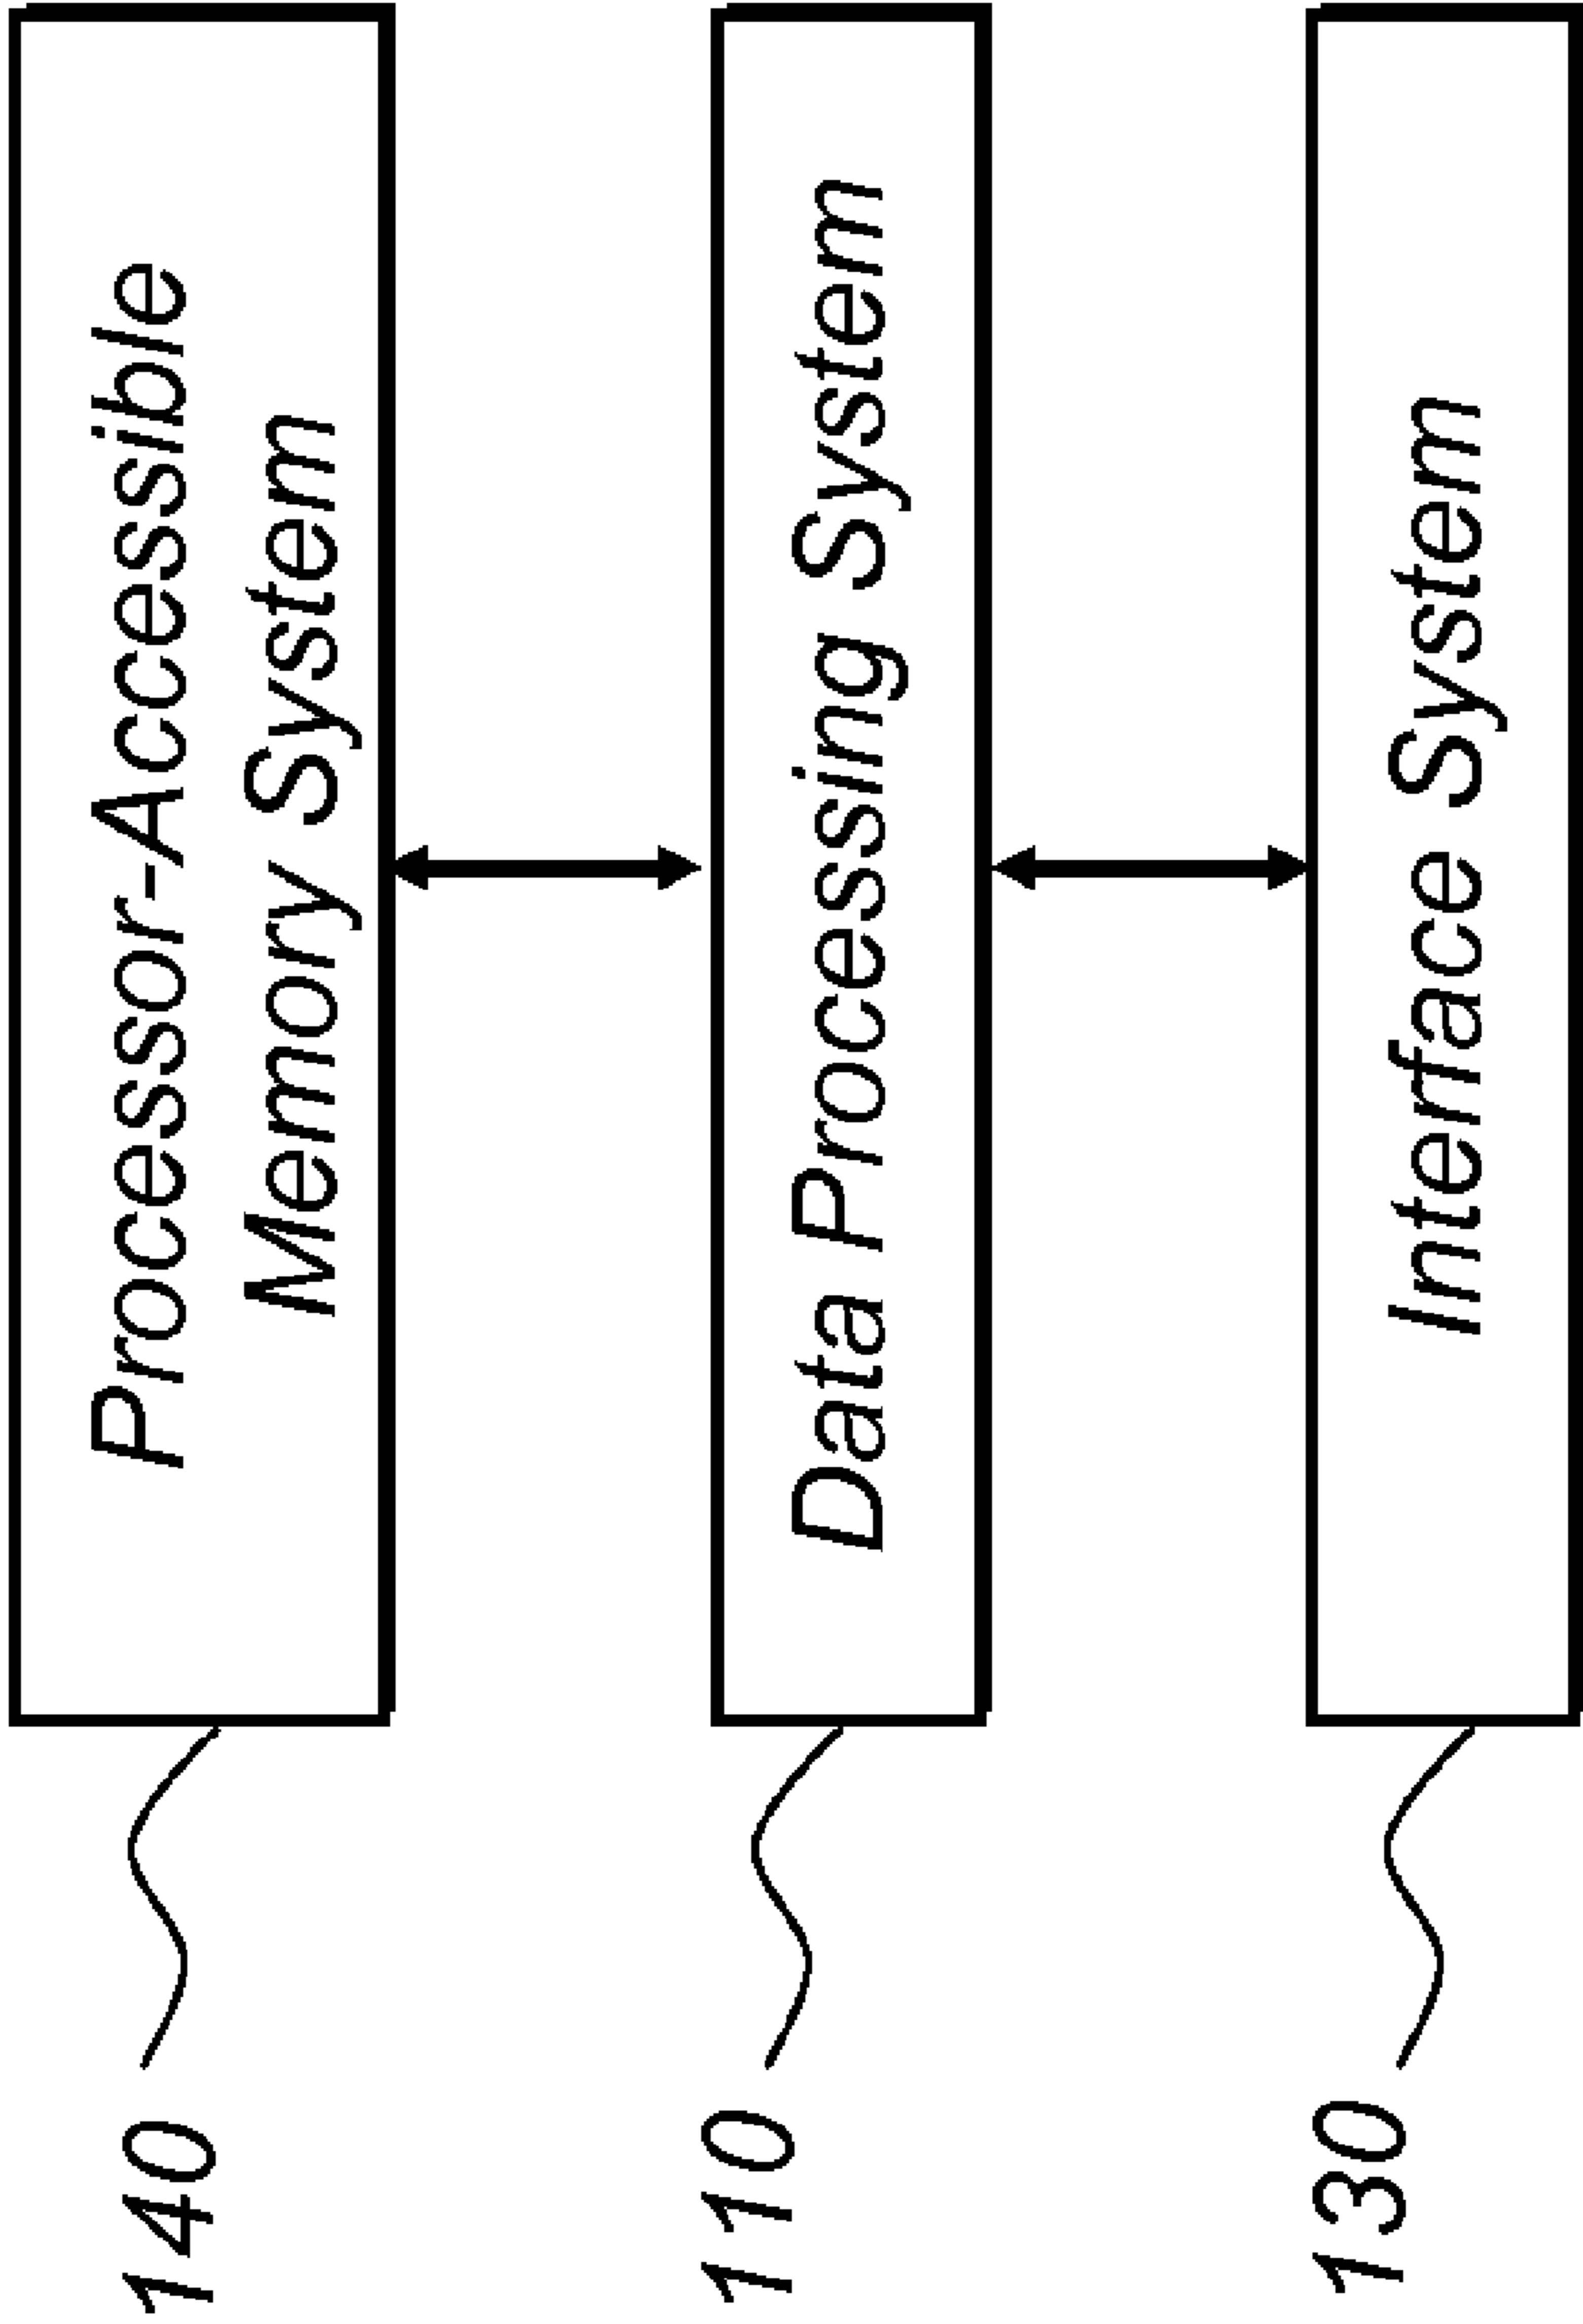 140
Processor-Accessible
Memory System
110
Data Processing System
130
Interface System